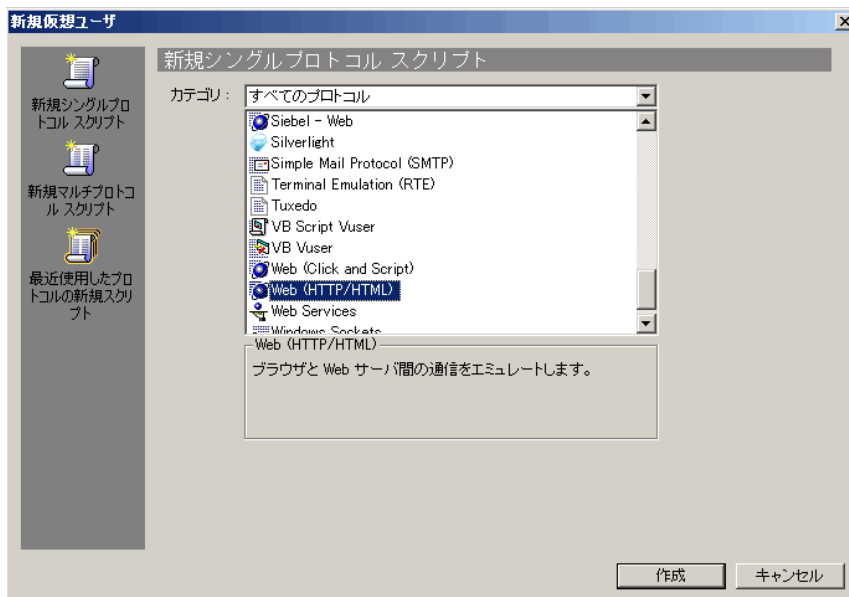 新規仮想ユーザ
新規シングルプロ
トコル スクリプト
新規マルチプロトコ
ル スクリプト
最近使用したプロ
トコルの新規スクリ
プト
新規シングルプロトコル スクリプト
カテゴリ : すべてのプロトコル
Siebel - Web
Silverlight
Simple Mail Protocol (SMTP)
Terminal Emulation (RTE)
Tuxedo
VB Script Vuser
VB Vuser
Web (Click and Script)
Web (HTTP/HTML)
Web Services
Windows Sockets
Web (HTTP/HTML)
ブラウザと Web サーバ間の通信をエミュレートします。
作成 キャンセル